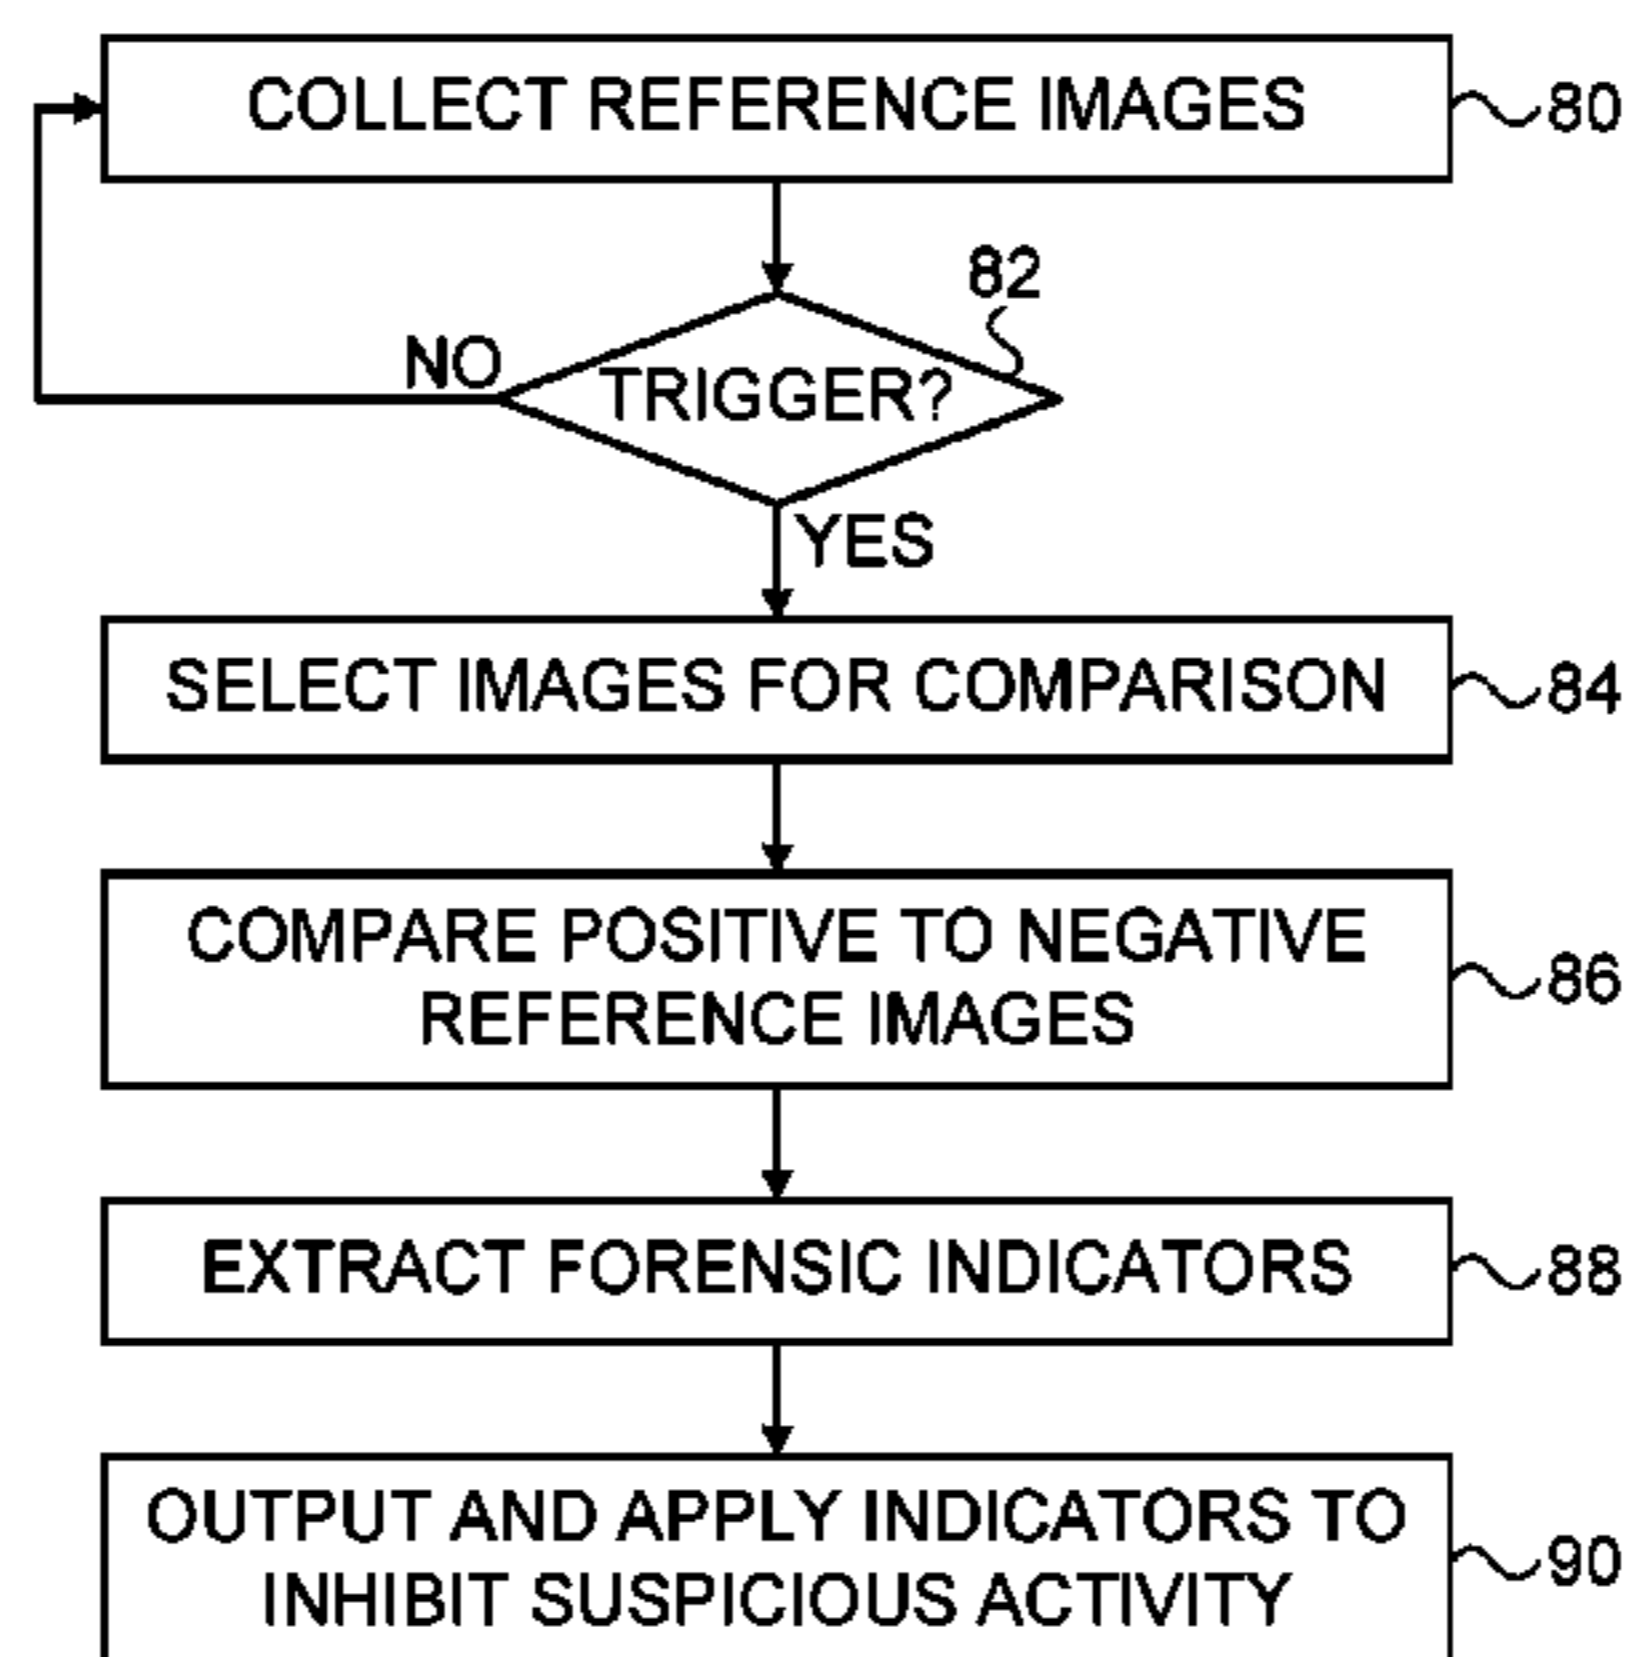 COLLECT REFERENCE IMAGES
80
82
NO
TRIGGER?
YES
SELECT IMAGES FOR COMPARISON
84
COMPARE POSITIVE TO NEGATIVE
REFERENCE IMAGES
86
EXTRACT FORENSIC INDICATORS
88
OUTPUT AND APPLY INDICATORS TO
INHIBIT SUSPICIOUS ACTIVITY
90